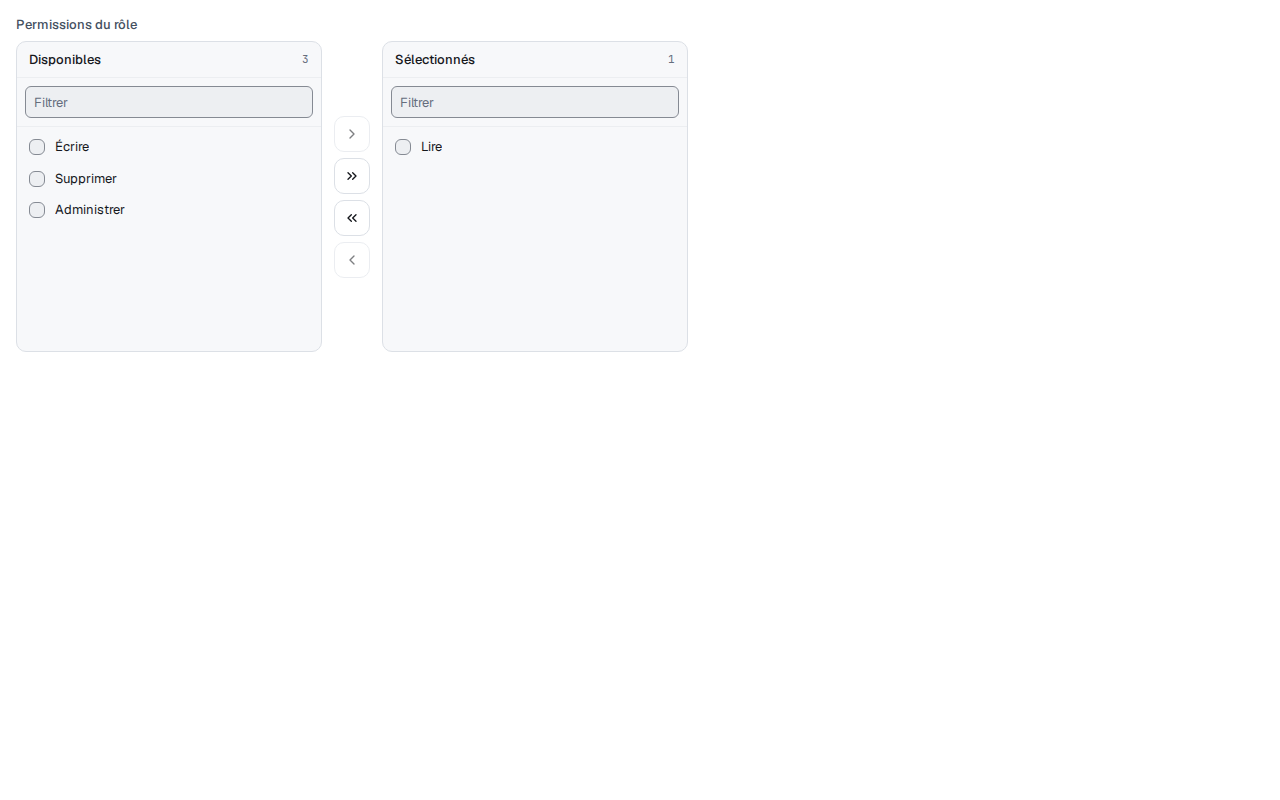 Permissions du rôle
Disponibles 3
Filtrer
Écrire
Supprimer
Administrer
Sélectionnés 1
Filtrer
Lire